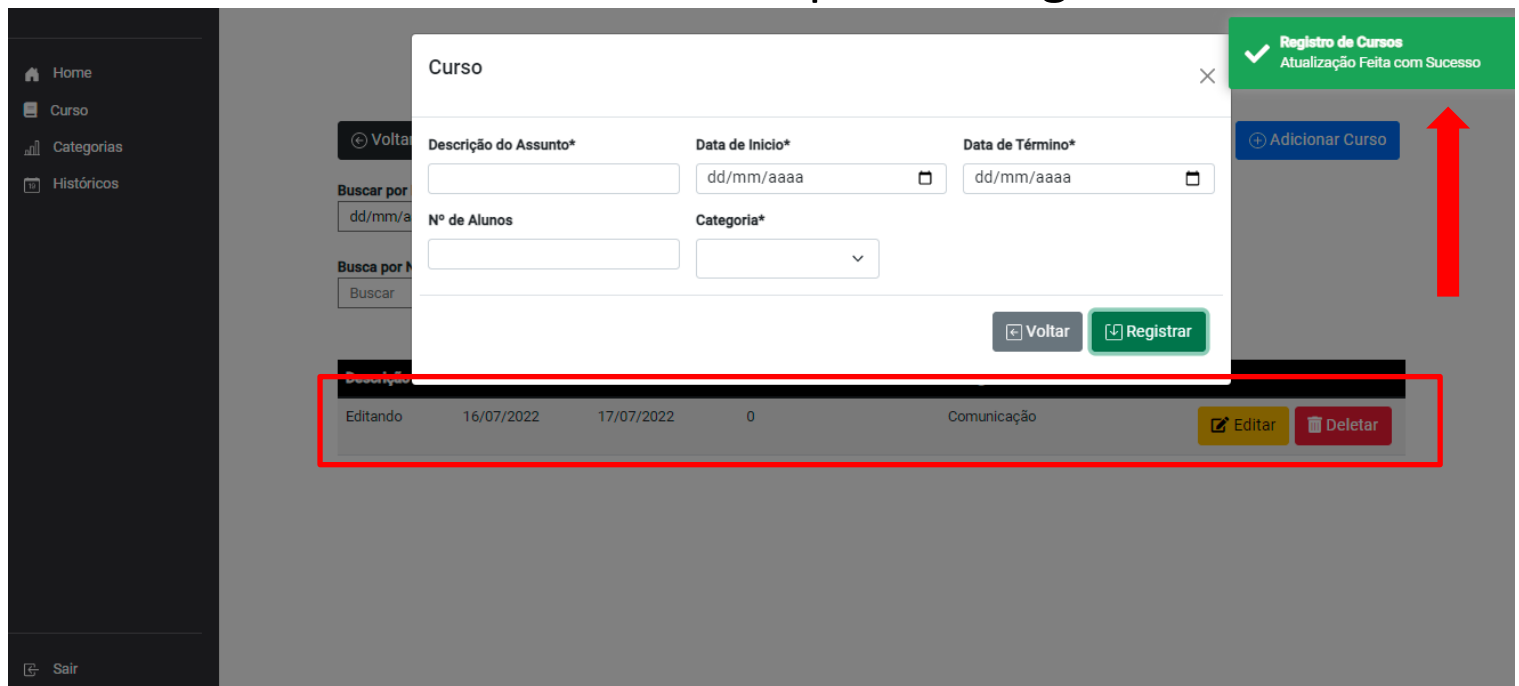 Home
Curso
Categorias
Históricos
Sair
Registro de Cursos
Atualização Feita com Sucesso
Curso
Descrição do Assunto*
Data de Inicio*
Data de Término*
dd/mm/aaaa
dd/mm/aaaa
Nº de Alunos
Categoria*
Voltar
Registrar
Voltar
Adicionar Curso
Buscar por
dd/mm/a
Busca por N
Buscar
Descrição
Editando 16/07/2022 17/07/2022 0 Comunicação Editar Deletar